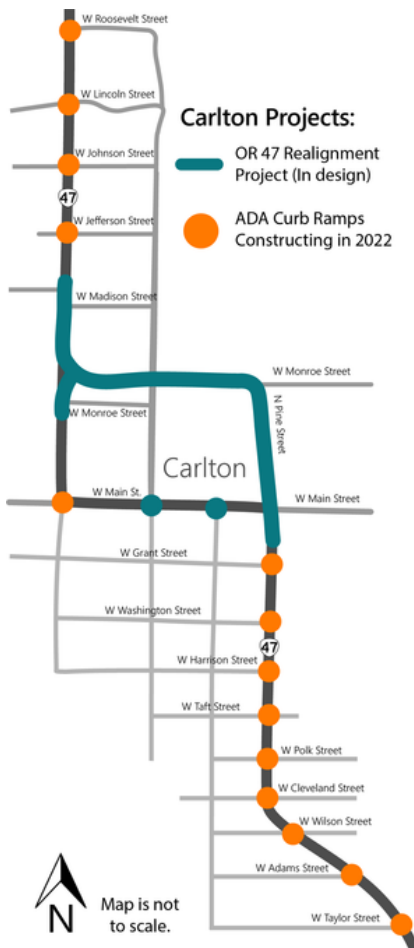 W Roosevelt Street
W Lincoln Street
Carlton Projects:
W Johnson Street
OR 47 Realignment
Project (In design)
47
W Jefferson Street
ADA Curb Ramps
Constructing in 2022
W Madison Street
W Monroe Street
N Pine Street
W Monroe Street
Carlton
W Main St.
W Main Street
W Grant Street
W Washington Street
47
W Harrison Street
W Taft Street
W Polk Street
W Cleveland Street
W Wilson Street
W Adams Street
Map is not
to scale.
N
W Taylor Street